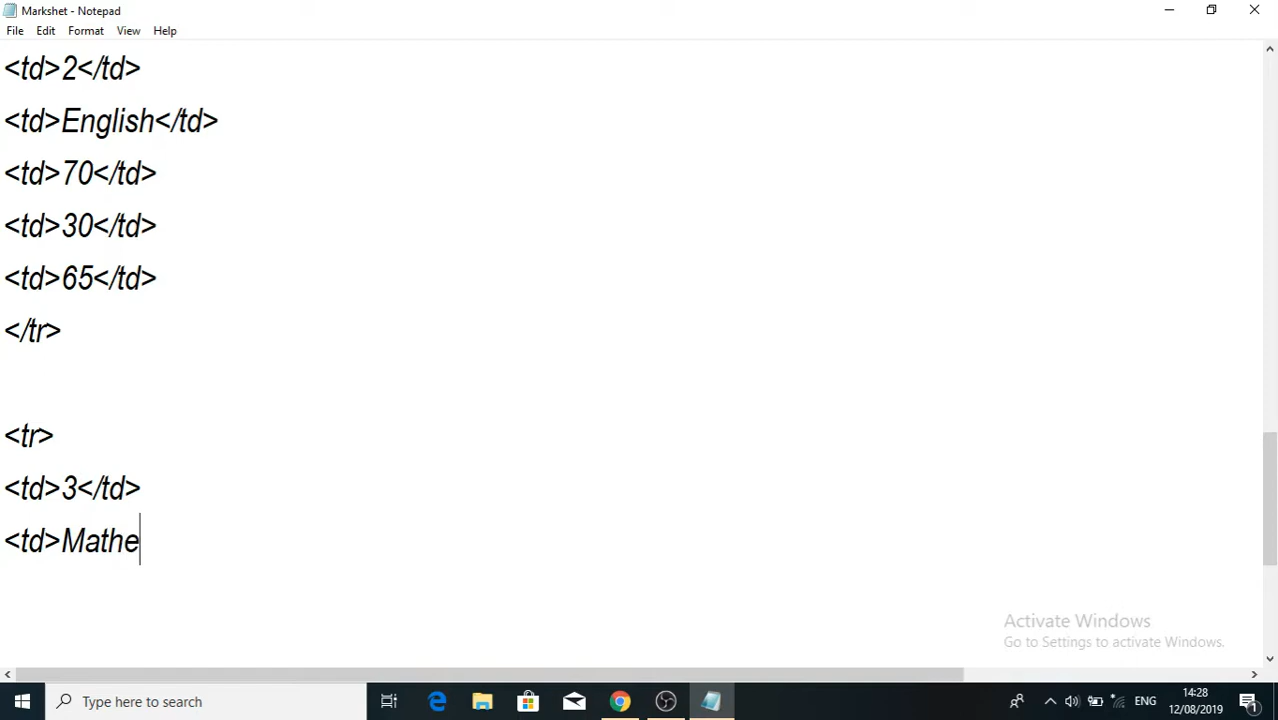 Markshet - Notepad
File Edit Format View Help
<td>2</td>
<td>English</td>
<td>70</td>
<td>30</td>
<td>65</td>
</tr>
<tr>
<td>3</td>
<td>Mathe
Activate Windows
Go to Settings to activate Windows.
Type here to search
ENG
14:28
12/08/2019
1